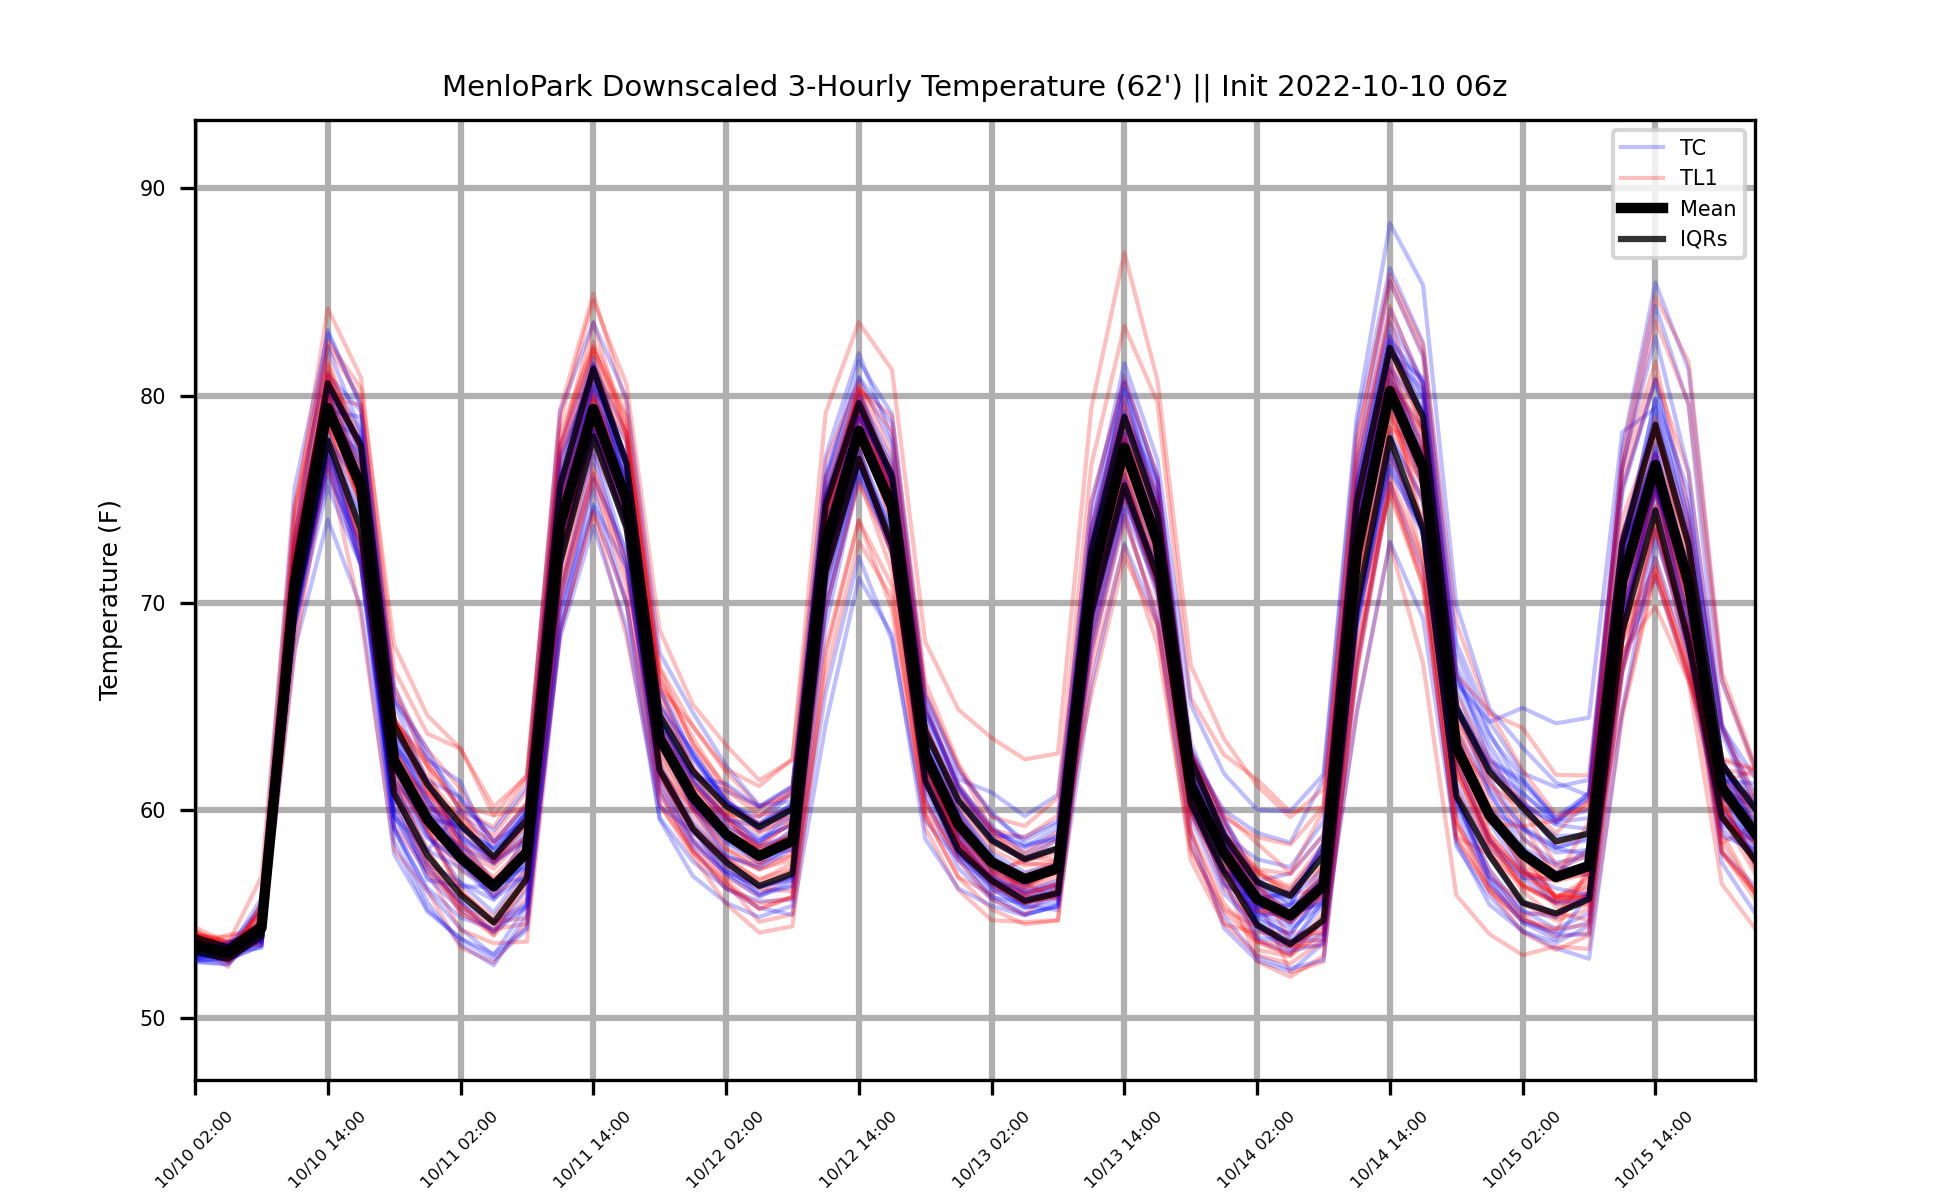 MenloPark Downscaled 3-Hourly Temperature (62') || Init 2022-10-10 06z
TC
TL1
Mean
IQRs
Temperature (F)
90
80
70
60
50
10/10 02:00
10/10 14:00
10/11 02:00
10/11 14:00
10/12 02:00
10/12 14:00
10/13 02:00
10/13 14:00
10/14 02:00
10/14 14:00
10/15 02:00
10/15 14:00